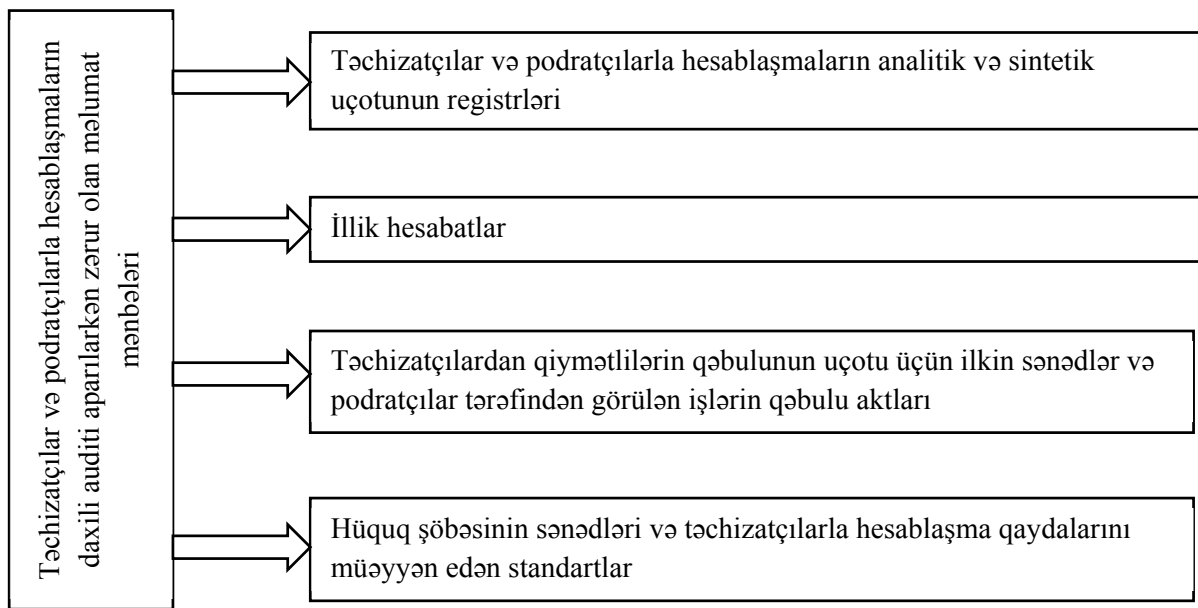 Təchizatçılar və podratçılarla hesablaşmaların
daxili auditi aparılarkən zərur olan məlumat
mənbələri
Təchizatçılar və podratçılarla hesablaşmaların analitik və sintetik
uçotunun registrləri
İllik hesabatlar
Təchizatçılardan qiymətlilərin qəbulunun uçotu üçün ilkin sənədlər və
podratçılar tərəfindən görülən işlərin qəbulu aktları
Hüquq şöbəsinin sənədləri və təchizatçılarla hesablaşma qaydalarını
müəyyən edən standartlar